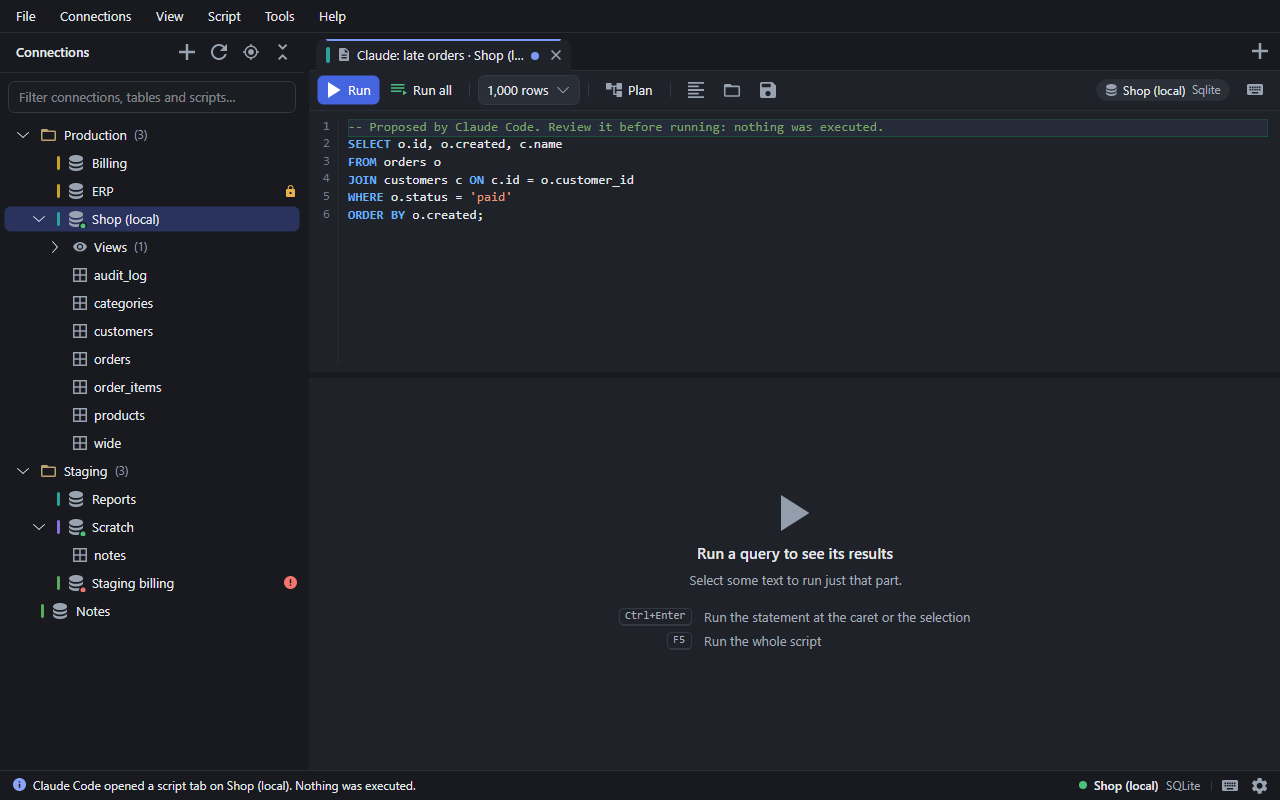 File Connections View Script Tools Help
Connections
Claude: late orders · Shop (l...
Run Run all 1,000 rows Plan Shop (local) Sqlite
Filter connections, tables and scripts...
Production (3)
Billing
ERP
Shop (local)
Views (1)
audit_log
categories
customers
orders
order_items
products
wide
Staging (3)
Reports
Scratch
notes
Staging billing
Notes
1 -- Proposed by Claude Code. Review it before running: nothing was executed.
2 SELECT o.id, o.created, c.name
3 FROM orders o
4 JOIN customers c ON c.id = o.customer_id
5 WHERE o.status = 'paid'
6 ORDER BY o.created;
Run a query to see its results
Select some text to run just that part.
Ctrl+Enter Run the statement at the caret or the selection
F5 Run the whole script
Claude Code opened a script tab on Shop (local). Nothing was executed.
Shop (local) SQLite